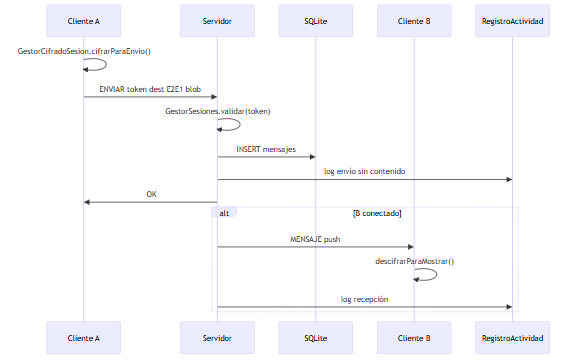 Cliente A
Servidor
SQLite
Cliente B
RegistroActividad
GestorCifradoSesion.cifrarParaEnvio()
ENVIAR token dest E2E1 blob
GestorSesiones.validar(token)
INSERT mensajes
log envío sin contenido
OK
alt
[B conectado]
MENSAJE push
descifrarParaMostrar()
log recepción
Cliente A
Servidor
SQLite
Cliente B
RegistroActividad